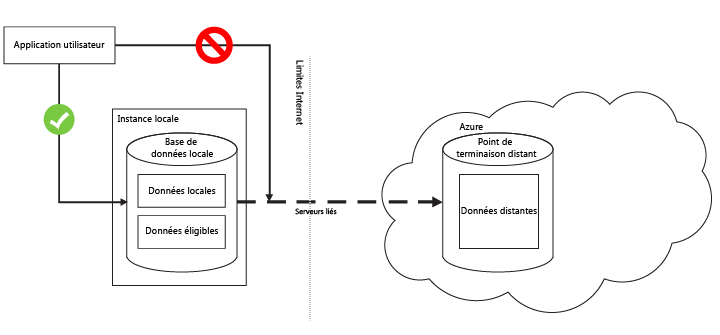 Application utilisateur
Limites Internet
Instance locale
Base de
données locale
Données locales
Données éligibles
Serveurs liés
Azure
Point de
terminaison distant
Données distantes